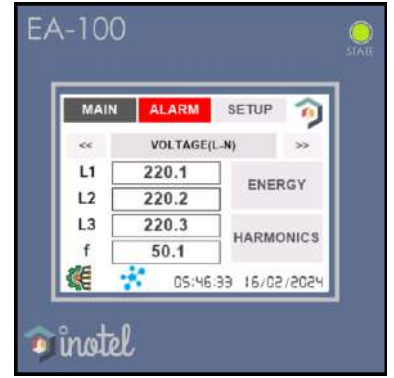 EA-100
STATE
MAIN ALARM SETUP
<< VOLTAGE(L-N) >>
L1 220.1
L2 220.2
ENERGY
L3 220.3
HARMONICS
f 50.1
05:46:33 16/02/2024
inotel